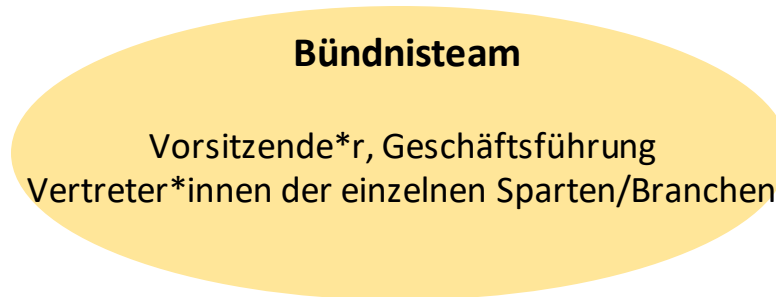 Bündnisteam
Vorsitzende*r, Geschäftsführung
Vertreter*innen der einzelnen Sparten/Branchen